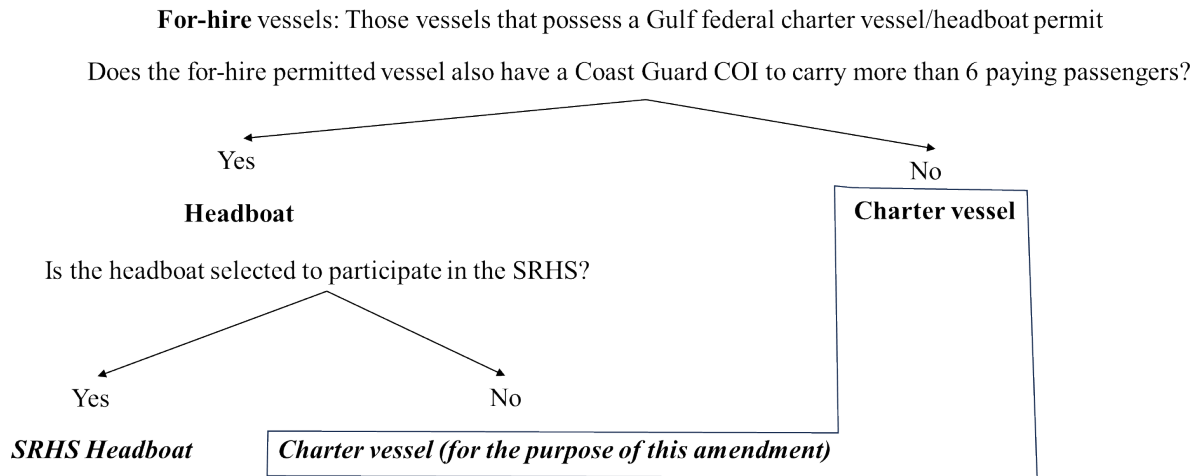 For-hire vessels: Those vessels that possess a Gulf federal charter vessel/headboat permit
Does the for-hire permitted vessel also have a Coast Guard COI to carry more than 6 paying passengers?
Yes
No
Headboat
Charter vessel
Is the headboat selected to participate in the SRHS?
Yes
No
SRHS Headboat
Charter vessel (for the purpose of this amendment)